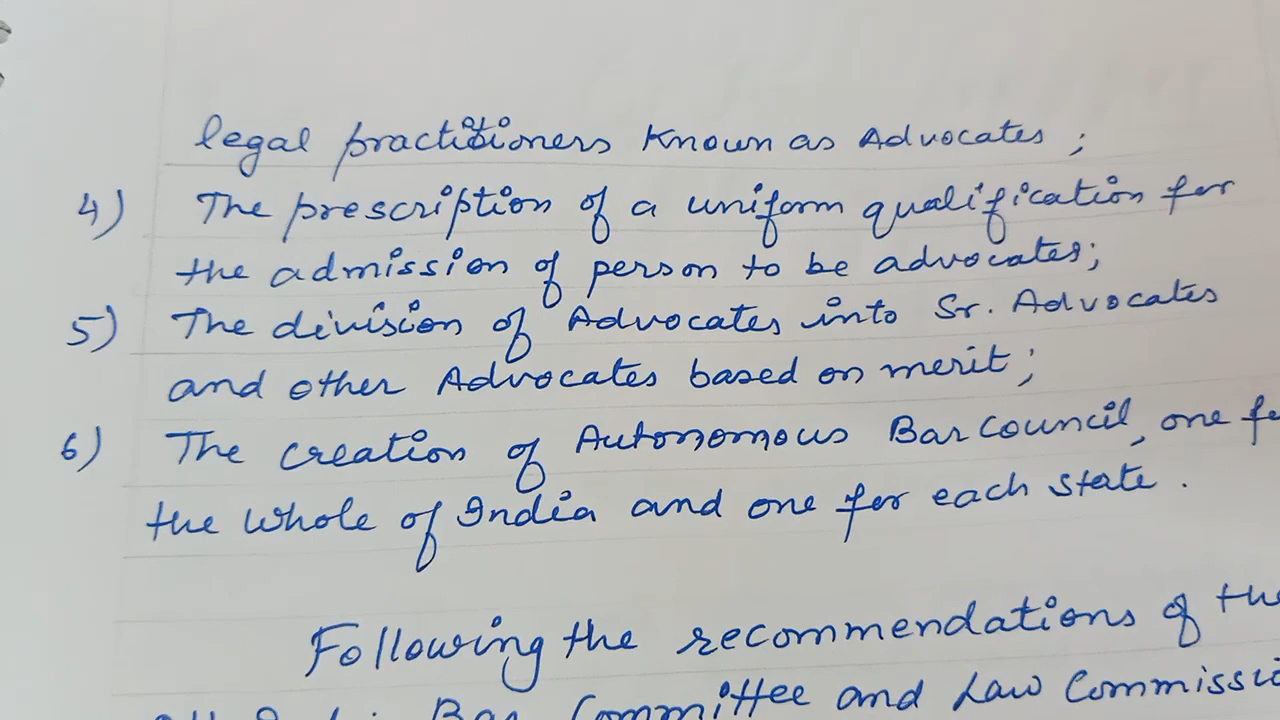 legal practitioners Known as Advocates ;
4) The prescription of a uniform qualification for
the admission of person to be advocates;
5) The division of Advocates into Sr. Advocates
and other Advocates based on merit;
6) The creation of Autonomous Bar Council, one
the whole of India and one for each state.
Following the recommendations of the
Bar Committee and Law